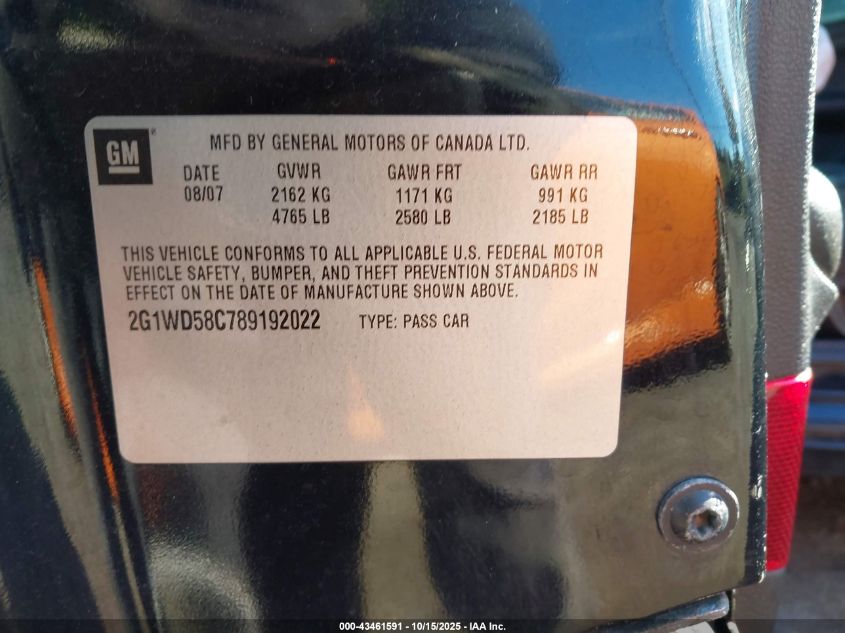 GM
MFD BY GENERAL MOTORS OF CANADA LTD.
DATE GVWR GAWR FRT GAWR RR
08/07 2162 KG 1171 KG 991 KG
4765 LB 2580 LB 2185 LB
THIS VEHICLE CONFORMS TO ALL APPLICABLE U.S. FEDERAL MOTOR
VEHICLE SAFETY, BUMPER, AND THEFT PREVENTION STANDARDS IN
EFFECT ON THE DATE OF MANUFACTURE SHOWN ABOVE.
2G1WD58C789192022 TYPE: PASS CAR
000-43461591 - 10/15/2025 - IAA Inc.